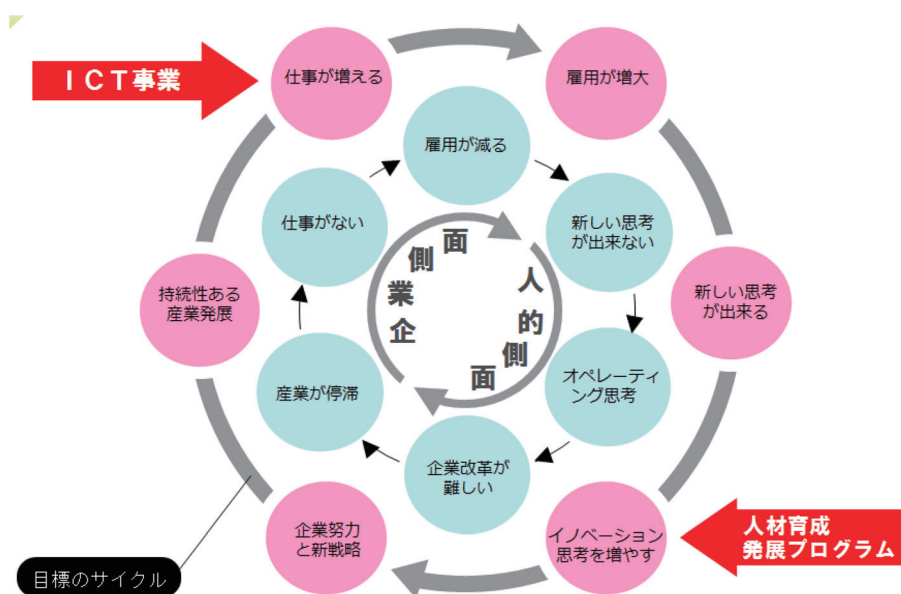 ICT事業
仕事が増える
雇用が増大
新しい思考
が出来る
イノベーション
思考を増やす
企業努力
と新戦略
持続性ある
産業発展
雇用が減る
新しい思考
が出来ない
オペレーティ
ング思考
企業改革が
難しい
産業が停滞
仕事がない
企業側面
人的側面
人材育成
発展プログラム
目標のサイクル